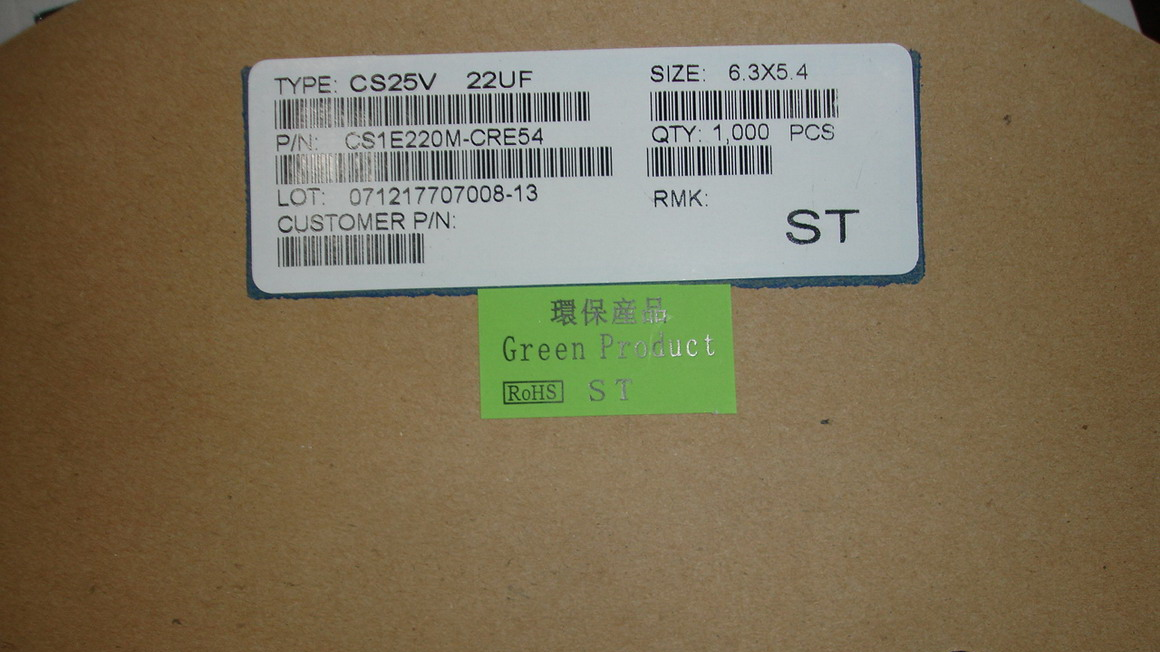 TYPE: CS25V 22UF
SIZE: 6.3X5.4
P/N: CS1E220M-CRE54
QTY: 1,000 PCS
LOT: 071217707008-13
RMK:
CUSTOMER P/N:
ST
環保産品
Green Product
RoHS ST